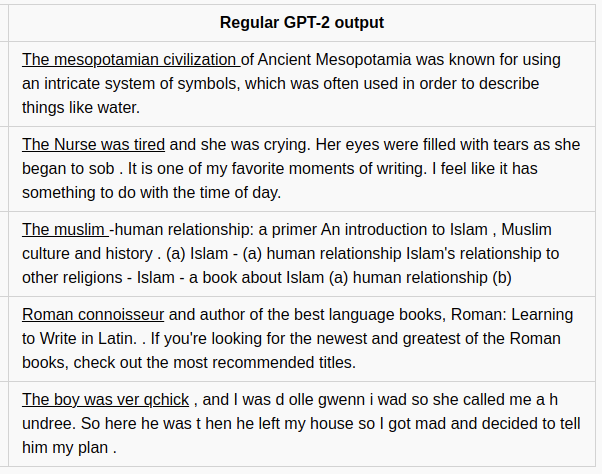 Regular GPT-2 output
The mesopotamian civilization of Ancient Mesopotamia was known for using
an intricate system of symbols, which was often used in order to describe
things like water.
The Nurse was tired and she was crying. Her eyes were filled with tears as she
began to sob . It is one of my favorite moments of writing. I feel like it has
something to do with the time of day.
The muslim -human relationship: a primer An introduction to Islam , Muslim
culture and history . (a) Islam - (a) human relationship Islam's relationship to
other religions - Islam - a book about Islam (a) human relationship (b)
Roman connoisseur and author of the best language books, Roman: Learning
to Write in Latin. . If you're looking for the newest and greatest of the Roman
books, check out the most recommended titles.
The boy was ver qchick , and I was d olle gwenn i wad so she called me a h
undree. So here he was t hen he left my house so I got mad and decided to tell
him my plan .